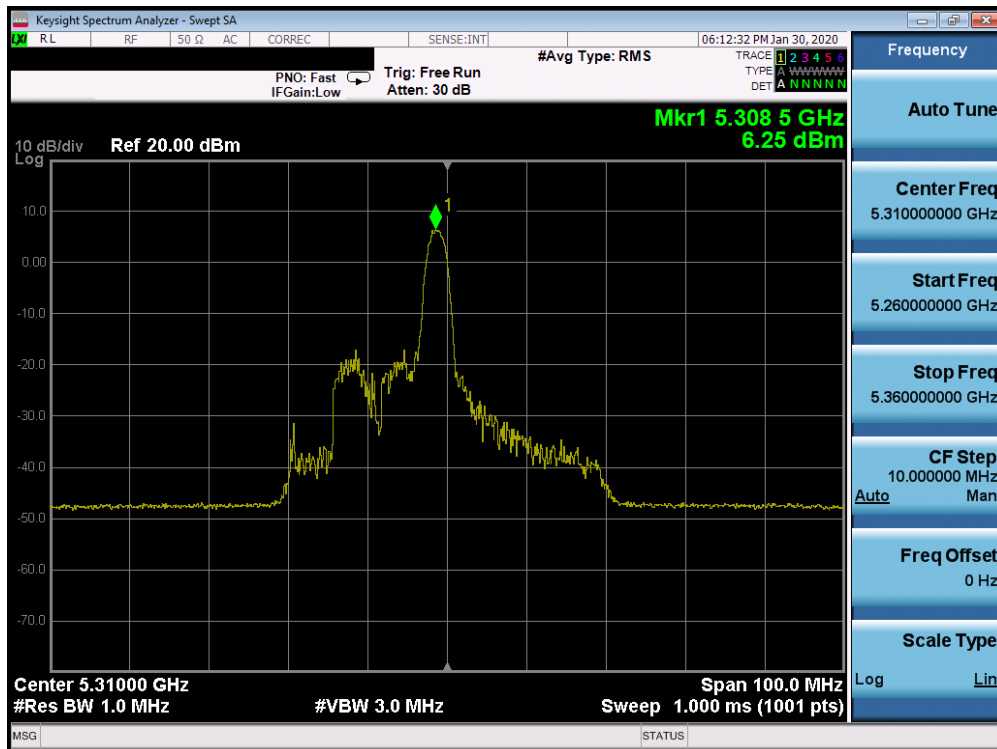 Keysight Spectrum Analyzer - Swept SA
LXI RL RF 50 Ω AC CORREC SENSE:INT 06:12:32 PM Jan 30, 2020
#Avg Type: RMS
TRACE 1 2 3 4 5 6
TYPE A WWWWW
DET A N N N N N
PNO: Fast
IFGain:Low
Trig: Free Run
Atten: 30 dB
Frequency
Mkr1 5.308 5 GHz
6.25 dBm
10 dB/div Ref 20.00 dBm
Log
1
10.0
0.00
-10.0
-20.0
-30.0
-40.0
-50.0
-60.0
-70.0
Center 5.31000 GHz Span 100.0 MHz
#Res BW 1.0 MHz #VBW 3.0 MHz Sweep 1.000 ms (1001 pts)
MSG STATUS
Auto Tune
Center Freq
5.310000000 GHz
Start Freq
5.260000000 GHz
Stop Freq
5.360000000 GHz
CF Step
10.000000 MHz
Auto Man
Freq Offset
0 Hz
Scale Type
Log Lin